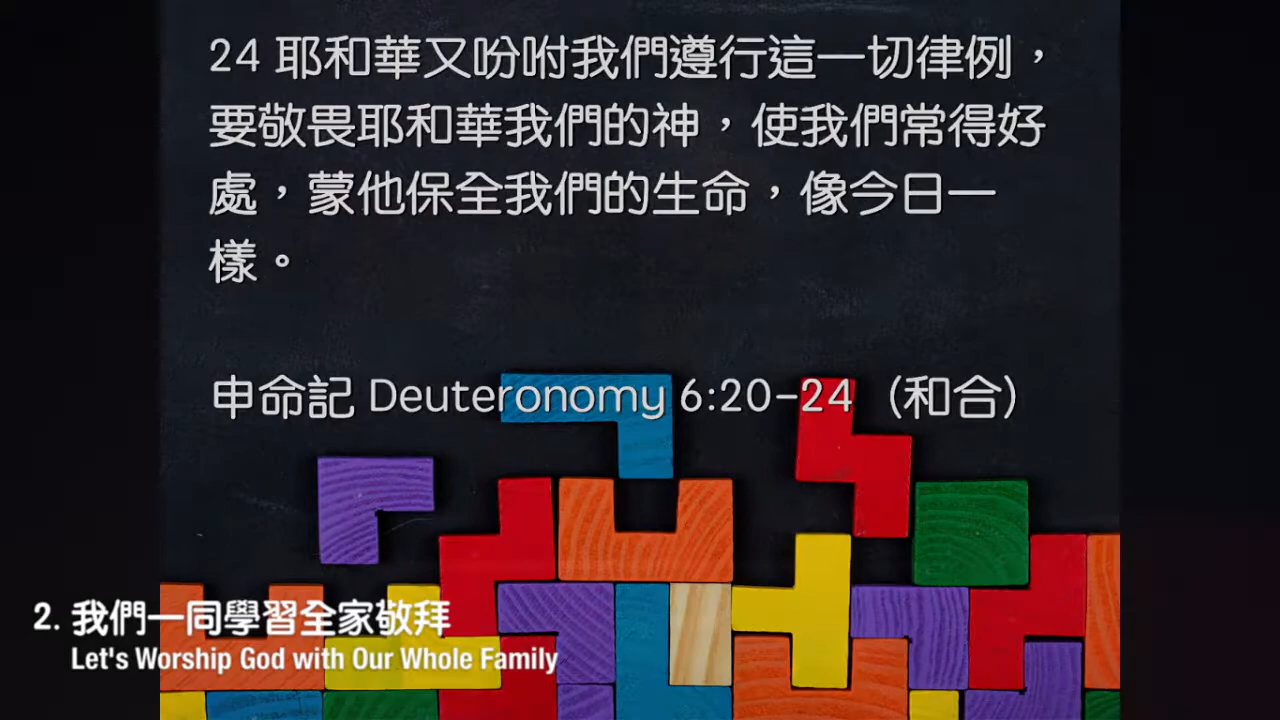 24 耶和華又吩咐我們遵行這一切律例，
要敬畏耶和華我們的神，使我們常得好
處，蒙他保全我們的生命，像今日一
樣。
申命記 Deuteronomy 6:20-24（和合）
2. 我們一同學習全家敬拜
Let's Worship God with Our Whole Family